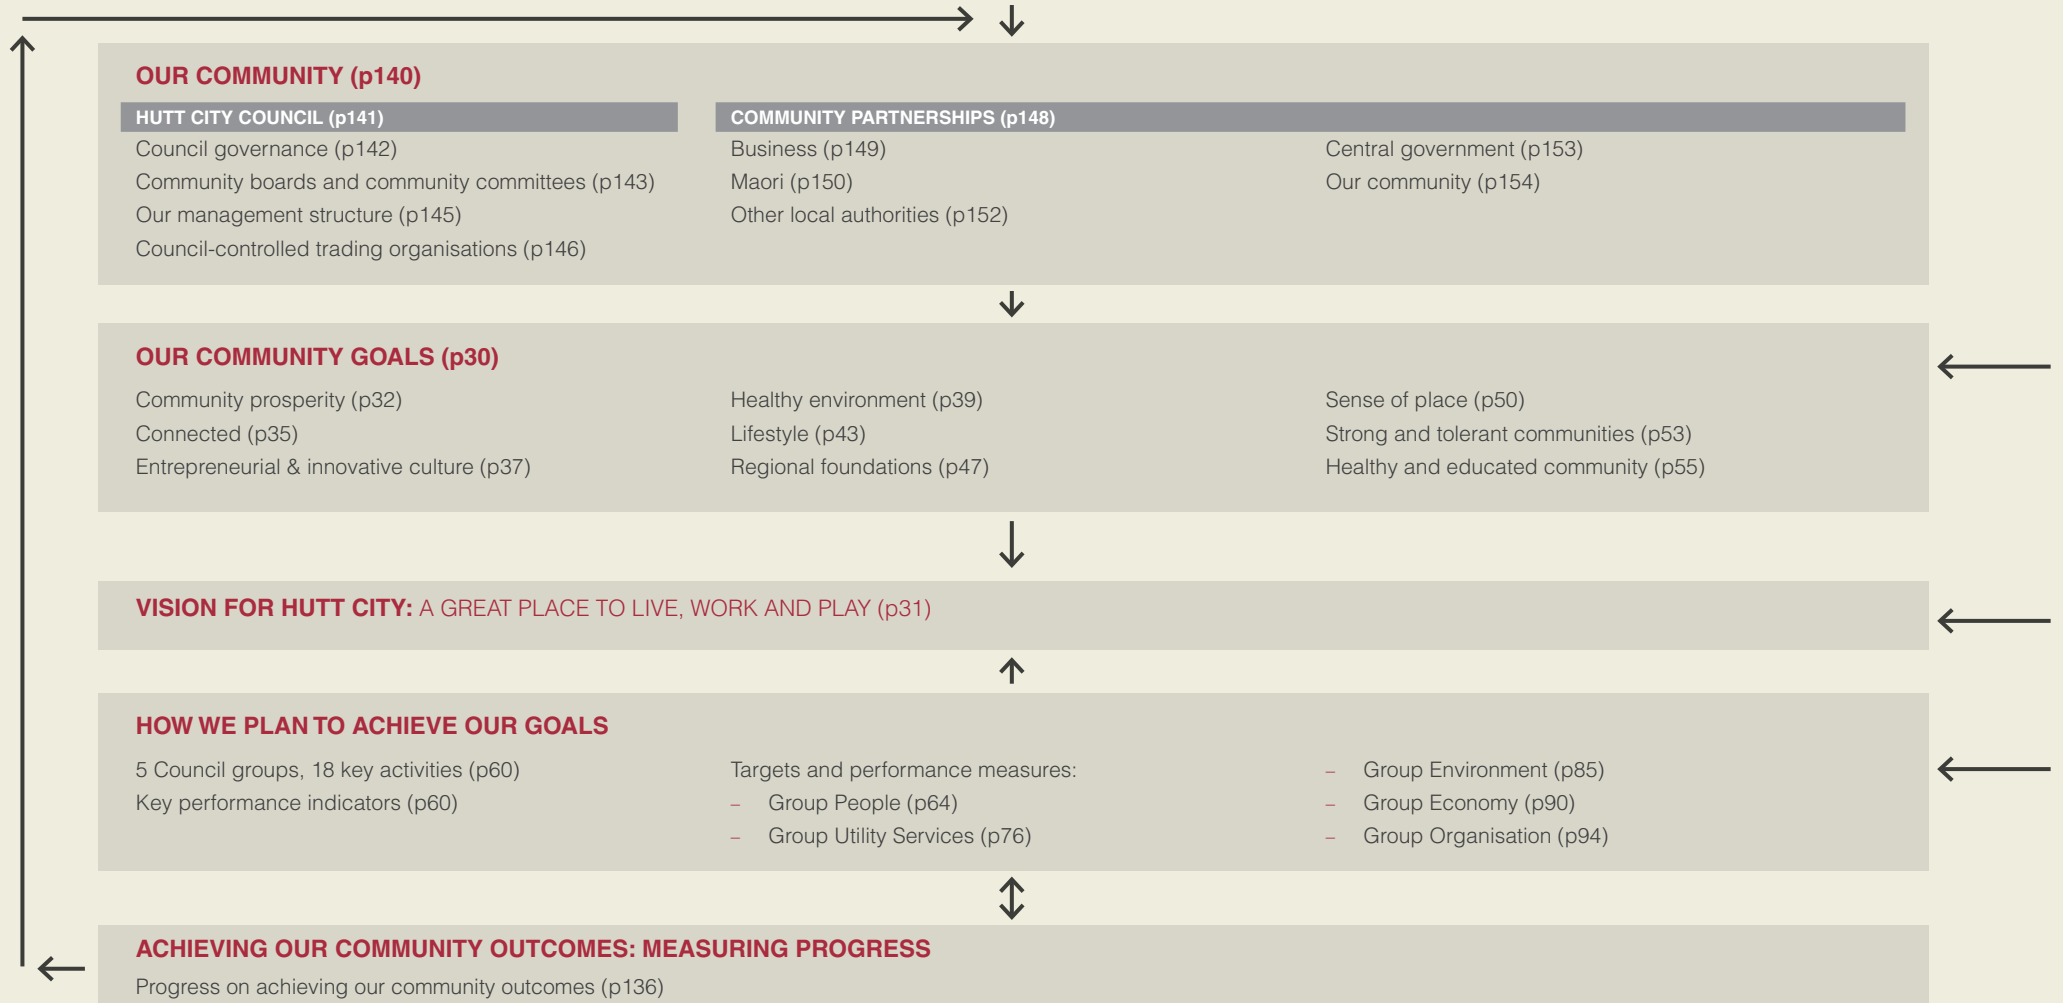 OUR COMMUNITY (p140)
HUTT CITY COUNCIL (p141)
Council governance (p142)
Community boards and community committees (p143)
Our management structure (p145)
Council-controlled trading organisations (p146)
COMMUNITY PARTNERSHIPS (p148)
Business (p149)
Maori (p150)
Other local authorities (p152)
Central government (p153)
Our community (p154)
OUR COMMUNITY GOALS (p30)
Community prosperity (p32)
Connected (p35)
Entrepreneurial & innovative culture (p37)
Healthy environment (p39)
Lifestyle (p43)
Regional foundations (p47)
Sense of place (p50)
Strong and tolerant communities (p53)
Healthy and educated community (p55)
VISION FOR HUTT CITY: A GREAT PLACE TO LIVE, WORK AND PLAY (p31)
HOW WE PLAN TO ACHIEVE OUR GOALS
5 Council groups, 18 key activities (p60)
Key performance indicators (p60)
Targets and performance measures:
– Group People (p64)
– Group Utility Services (p76)
– Group Environment (p85)
– Group Economy (p90)
– Group Organisation (p94)
ACHIEVING OUR COMMUNITY OUTCOMES: MEASURING PROGRESS
Progress on achieving our community outcomes (p136)